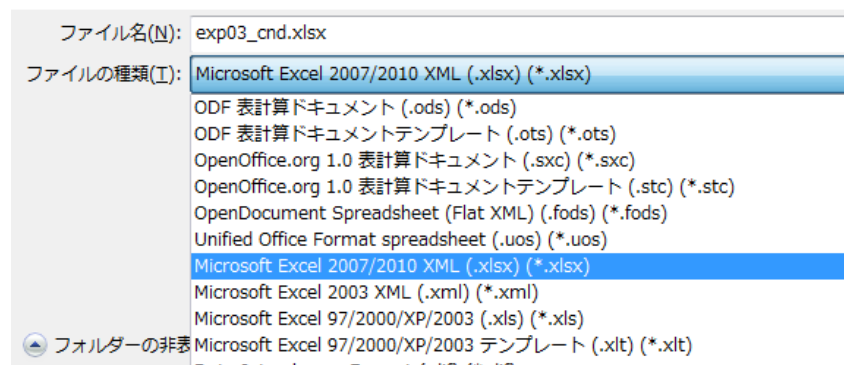 ファイル名(N): exp03_cnd.xlsx
ファイルの種類(T): Microsoft Excel 2007/2010 XML (.xlsx) (*.xlsx)
ODF 表計算ドキュメント (.ods) (*.ods)
ODF 表計算ドキュメントテンプレート (.ots) (*.ots)
OpenOffice.org 1.0 表計算ドキュメント (.sxc) (*.sxc)
OpenOffice.org 1.0 表計算ドキュメントテンプレート (.stc) (*.stc)
OpenDocument Spreadsheet (Flat XML) (.fods) (*.fods)
Unified Office Format spreadsheet (.uos) (*.uos)
Microsoft Excel 2007/2010 XML (.xlsx) (*.xlsx)
Microsoft Excel 2003 XML (.xml) (*.xml)
Microsoft Excel 97/2000/XP/2003 (.xls) (*.xls)
フォルダーの非表 Microsoft Excel 97/2000/XP/2003 テンプレート (.xlt) (*.xlt)